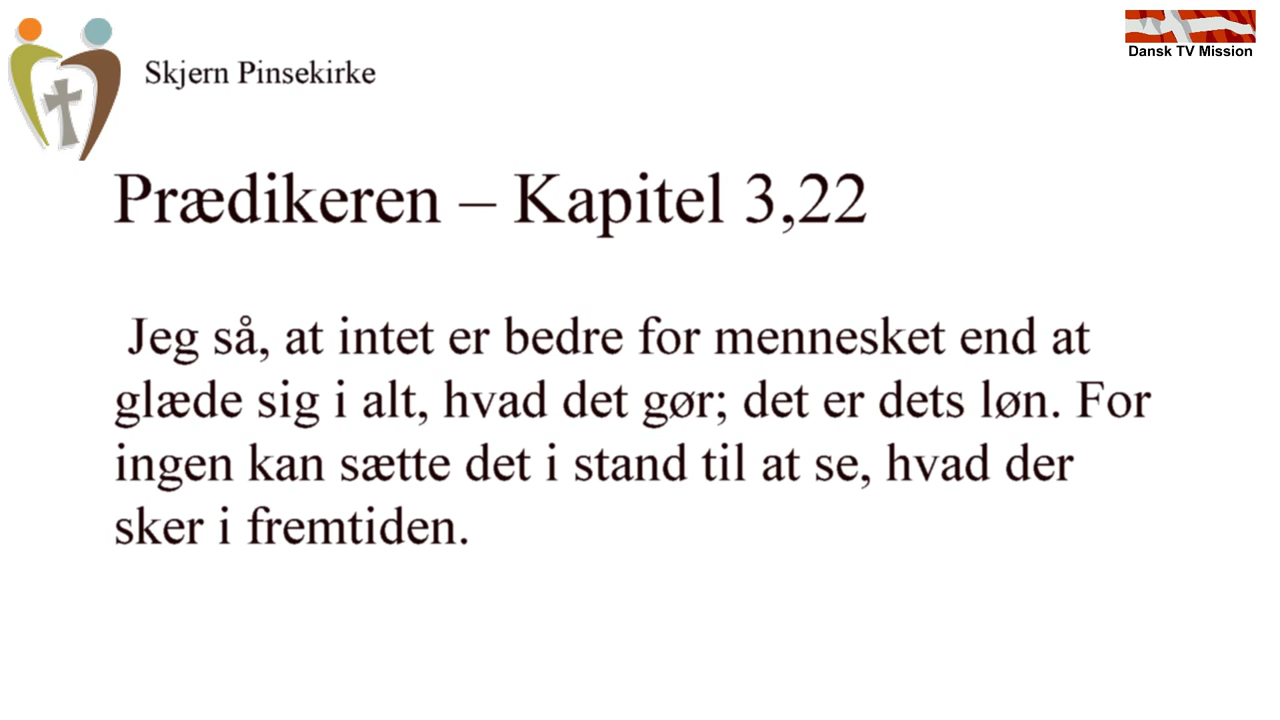 Skjern Pinsekirke
Dansk TV Mission
Prædikeren – Kapitel 3,22
Jeg så, at intet er bedre for mennesket end at
glæde sig i alt, hvad det gør; det er dets løn. For
ingen kan sætte det i stand til at se, hvad der
sker i fremtiden.